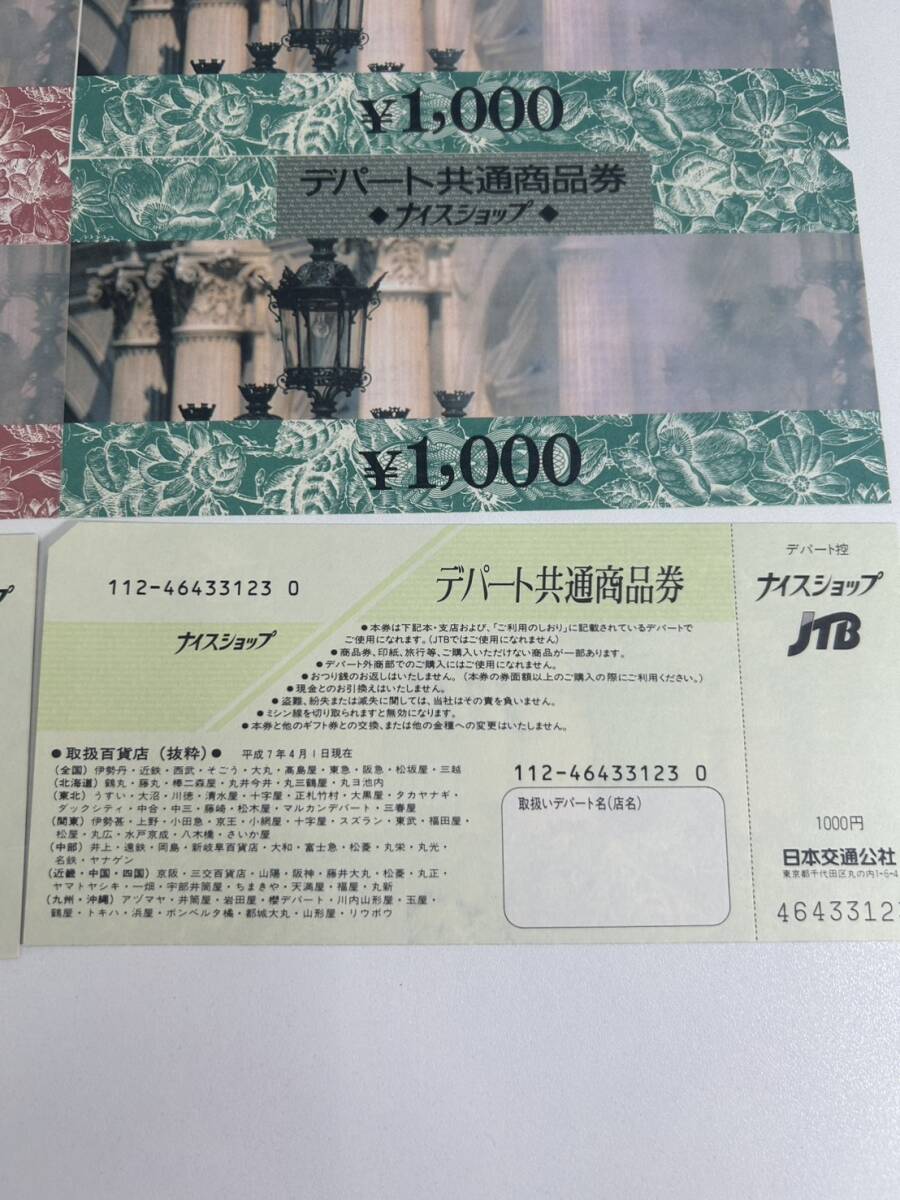 ¥1,000
デパート共通商品券
◆ナイスショップ◆
¥1,000
112-46433123 0
デパート共通商品券
ナイスショップ
●本券は下記本・支店および、「ご利用のしおり」に記載されているデパートで
ご使用になれます。(JTBではご使用になれません)
●商品券、印紙、旅行等、ご購入いただけない商品が一部あります。
●デパート外商部でのご購入にはご使用になれません。
●おつり銭のお返しはいたしません。(本券の券面額以上のご購入の際にご利用ください。)
●現金とのお引換えはいたしません。
●盗難、紛失または滅失に関しては、当社はその責を負いません。
●ミシン線を切り取られますと無効になります。
●本券と他のギフト券との交換、または他の金種への変更はいたしません。
●取扱百貨店(抜粋)● 平成7年4月1日現在
(全国)伊勢丹・近鉄・西武・そごう・大丸・高島屋・東急・阪急・松坂屋・三越
(北海道)鶴丸・藤丸・棒二森屋・丸井今井・丸三鶴屋・丸ヨ池内
(東北)うすい・大沼・川徳・清水屋・十字屋・正札竹村・大黒屋・タカヤナギ・
ダックシティ・中合・中三・藤崎・松木屋・マルカンデパート・三春屋
(関東)伊勢甚・上野・小田急・京王・小網屋・十字屋・スズラン・東武・福田屋・
松屋・丸広・水戸京成・八木橋・さいか屋
(中部)井上・遠鉄・岡島・新岐阜百貨店・大和・富士急・松菱・丸栄・丸光・
名鉄・ヤナゲン
(近畿・中国・四国)京阪・三交百貨店・山陽・阪神・藤井大丸・松菱・丸正・
ヤマトヤシキ・一畑・宇部井筒屋・ちまきや・天満屋・福屋・丸新
(九州・沖縄)アヅマヤ・井筒屋・岩田屋・櫻デパート・川内山形屋・玉屋・
鶴屋・トキハ・浜屋・ボンベルタ橘・都城大丸・山形屋・リウボウ
112-46433123 0
取扱いデパート名(店名)
デパート控
ナイスショップ
JTB
1000円
日本交通公社
東京都千代田区丸の内1-6-4
4643312